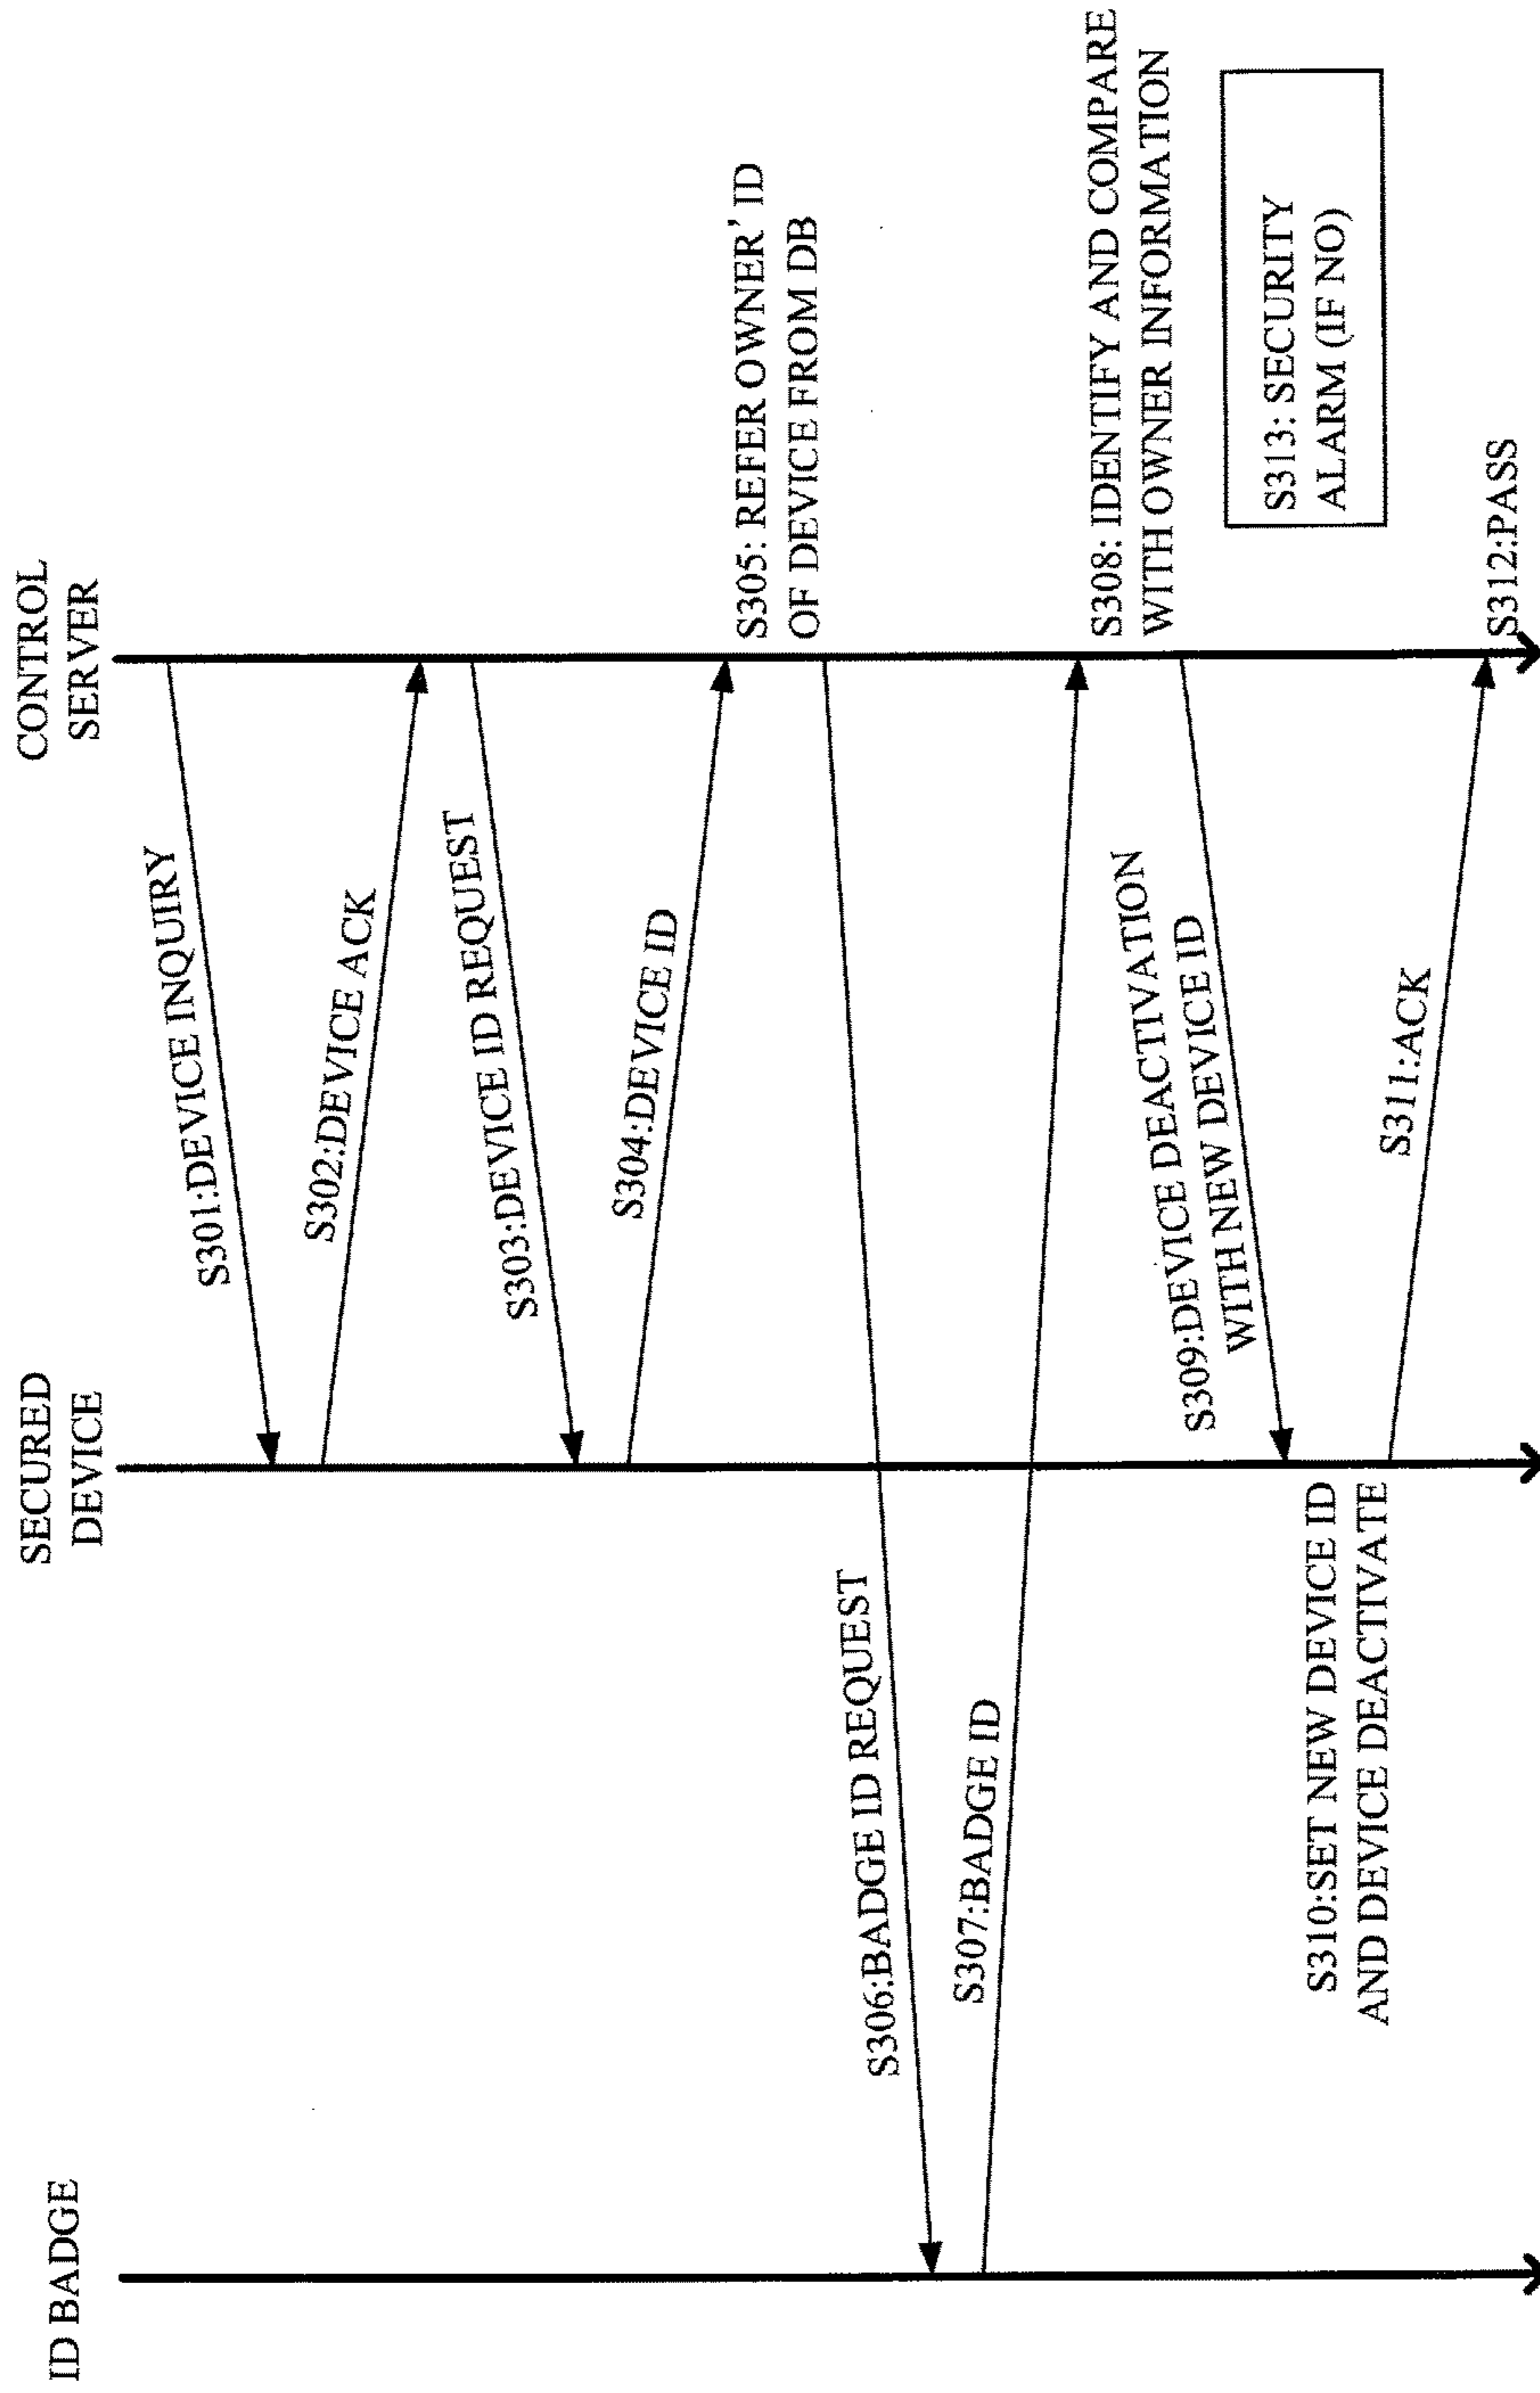 ID BADGE
SECURED
DEVICE
CONTROL
SERVER
S301:DEVICE INQUIRY
S302:DEVICE ACK
S303:DEVICE ID REQUEST
S304:DEVICE ID
S305: REFER OWNER' ID
OF DEVICE FROM DB
S306:BADGE ID REQUEST
S307:BADGE ID
S308: IDENTIFY AND COMPARE
WITH OWNER INFORMATION
S309:DEVICE DEACTIVATION
WITH NEW DEVICE ID
S313: SECURITY
ALARM (IF NO)
S310:SET NEW DEVICE ID
AND DEVICE DEACTIVATE
S311:ACK
S312:PASS